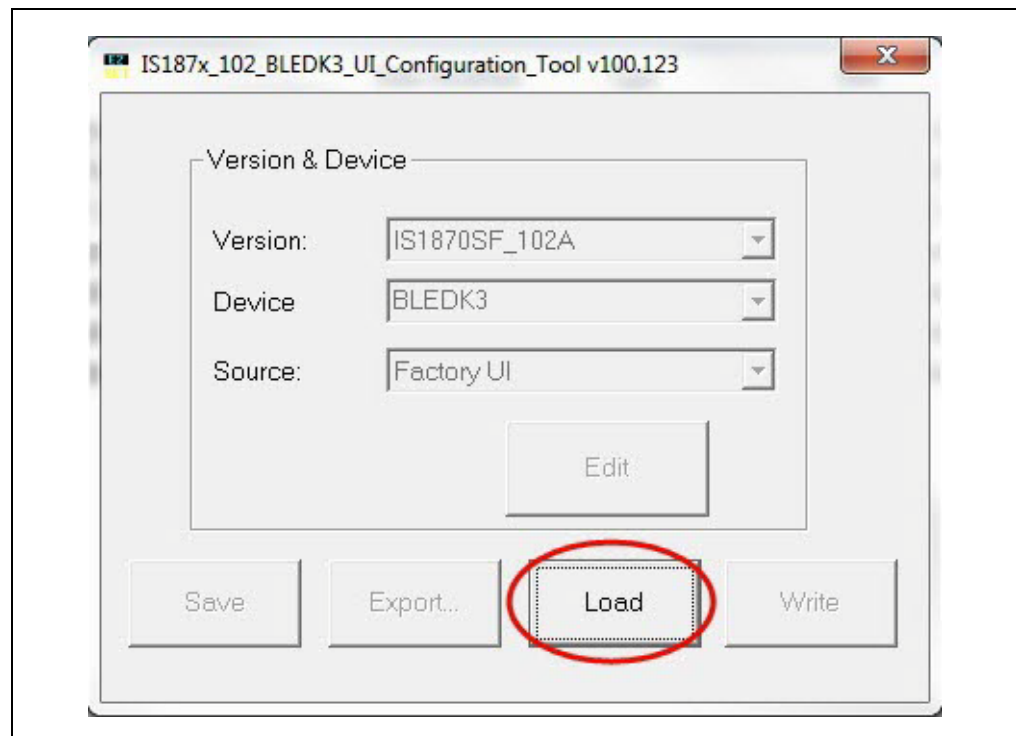 IS187x_102_BLEDK3_UI_Configuration_Tool v100.123
Version & Device
Version: IS1870SF_102A
Device BLEDK3
Source: Factory UI
Edit
Save Export... Load Write